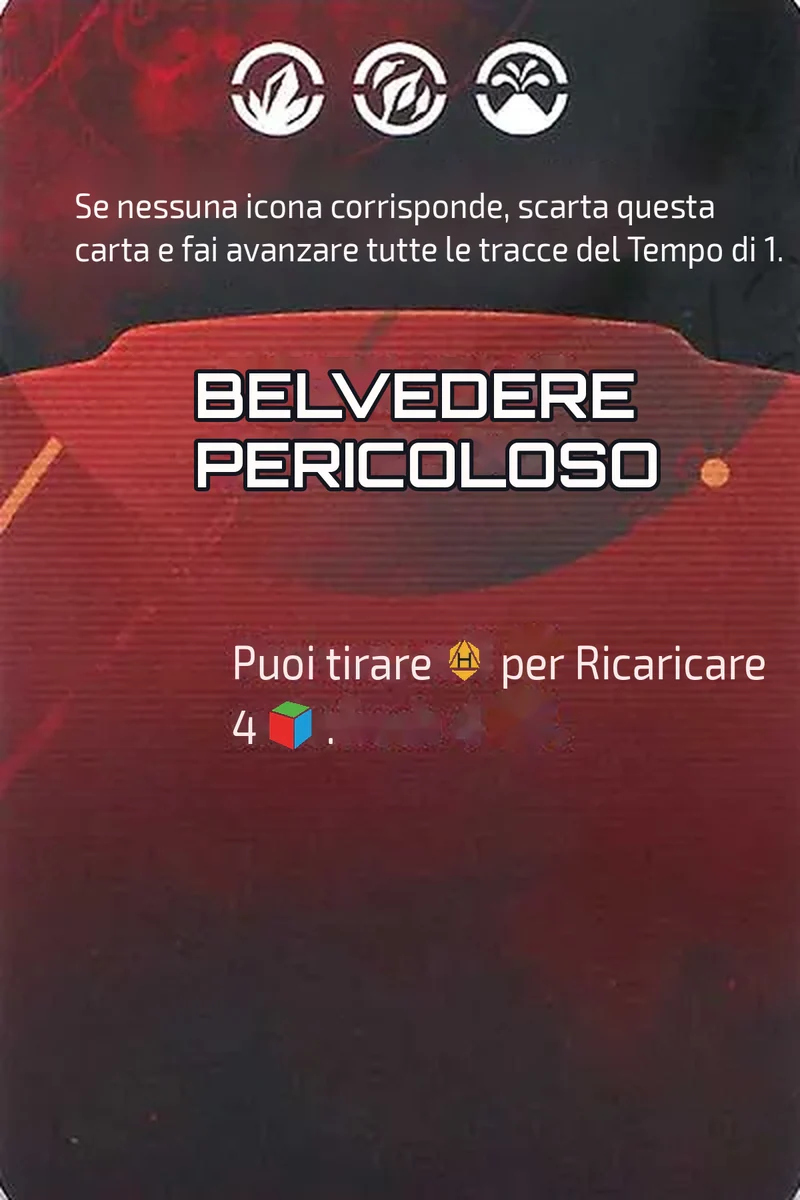 Se nessuna icona corrisponde, scarta questa
carta e fai avanzare tutte le tracce del Tempo di 1.
BELVEDERE
PERICOLOSO
Puoi tirare H per Ricaricare
4 .